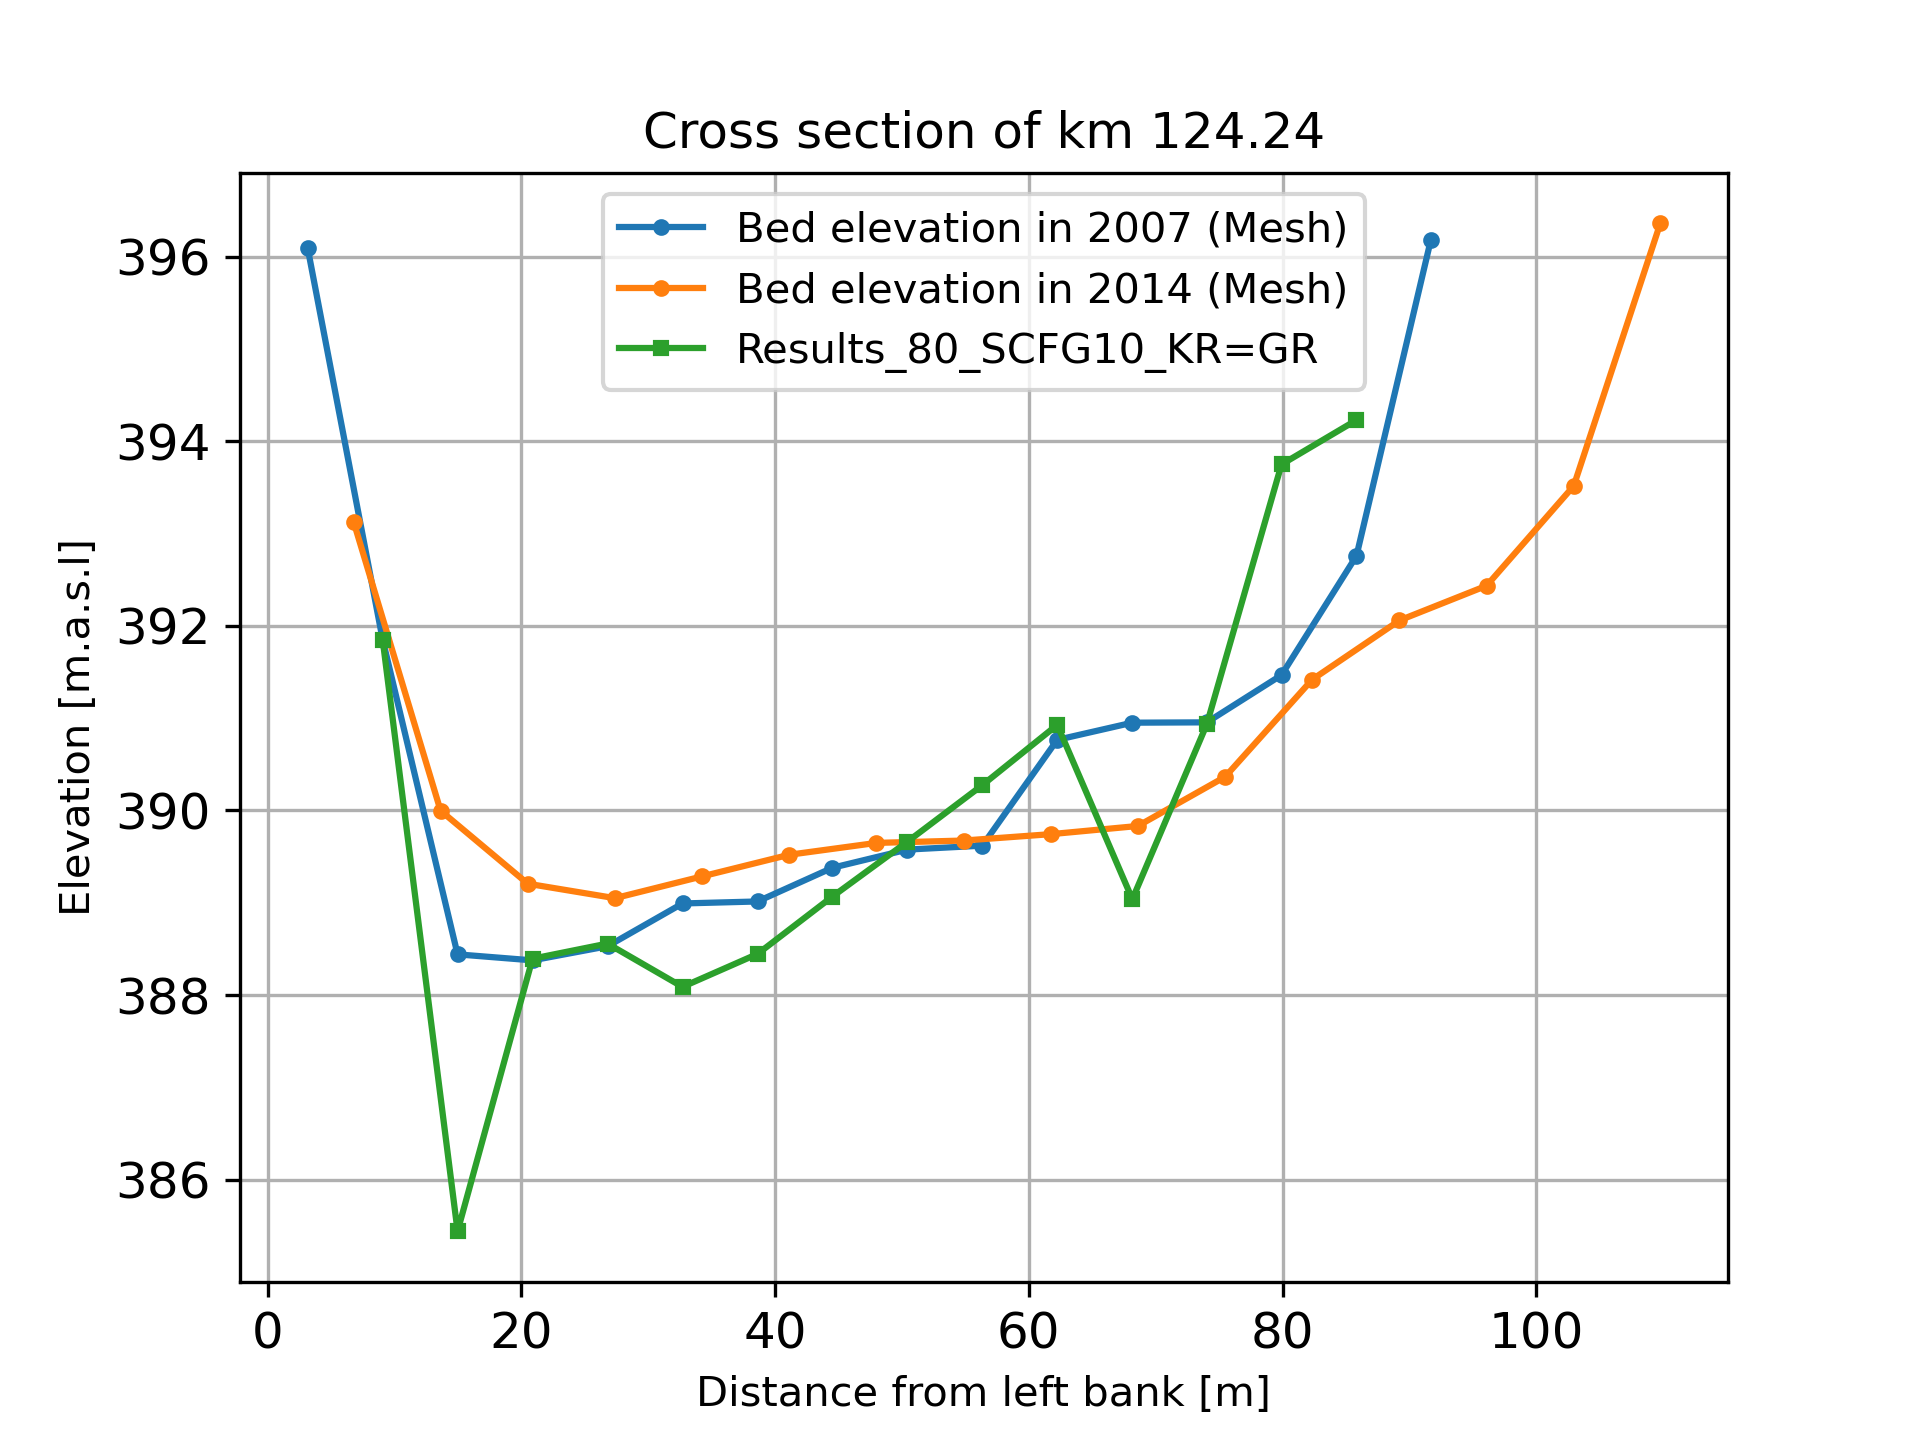 Cross section of km 124.24
Bed elevation in 2007 (Mesh)
Bed elevation in 2014 (Mesh)
Results_80_SCFG10_KR=GR
396
394
392
390
388
386
Elevation [m.a.s.l]
0 20 40 60 80 100
Distance from left bank [m]